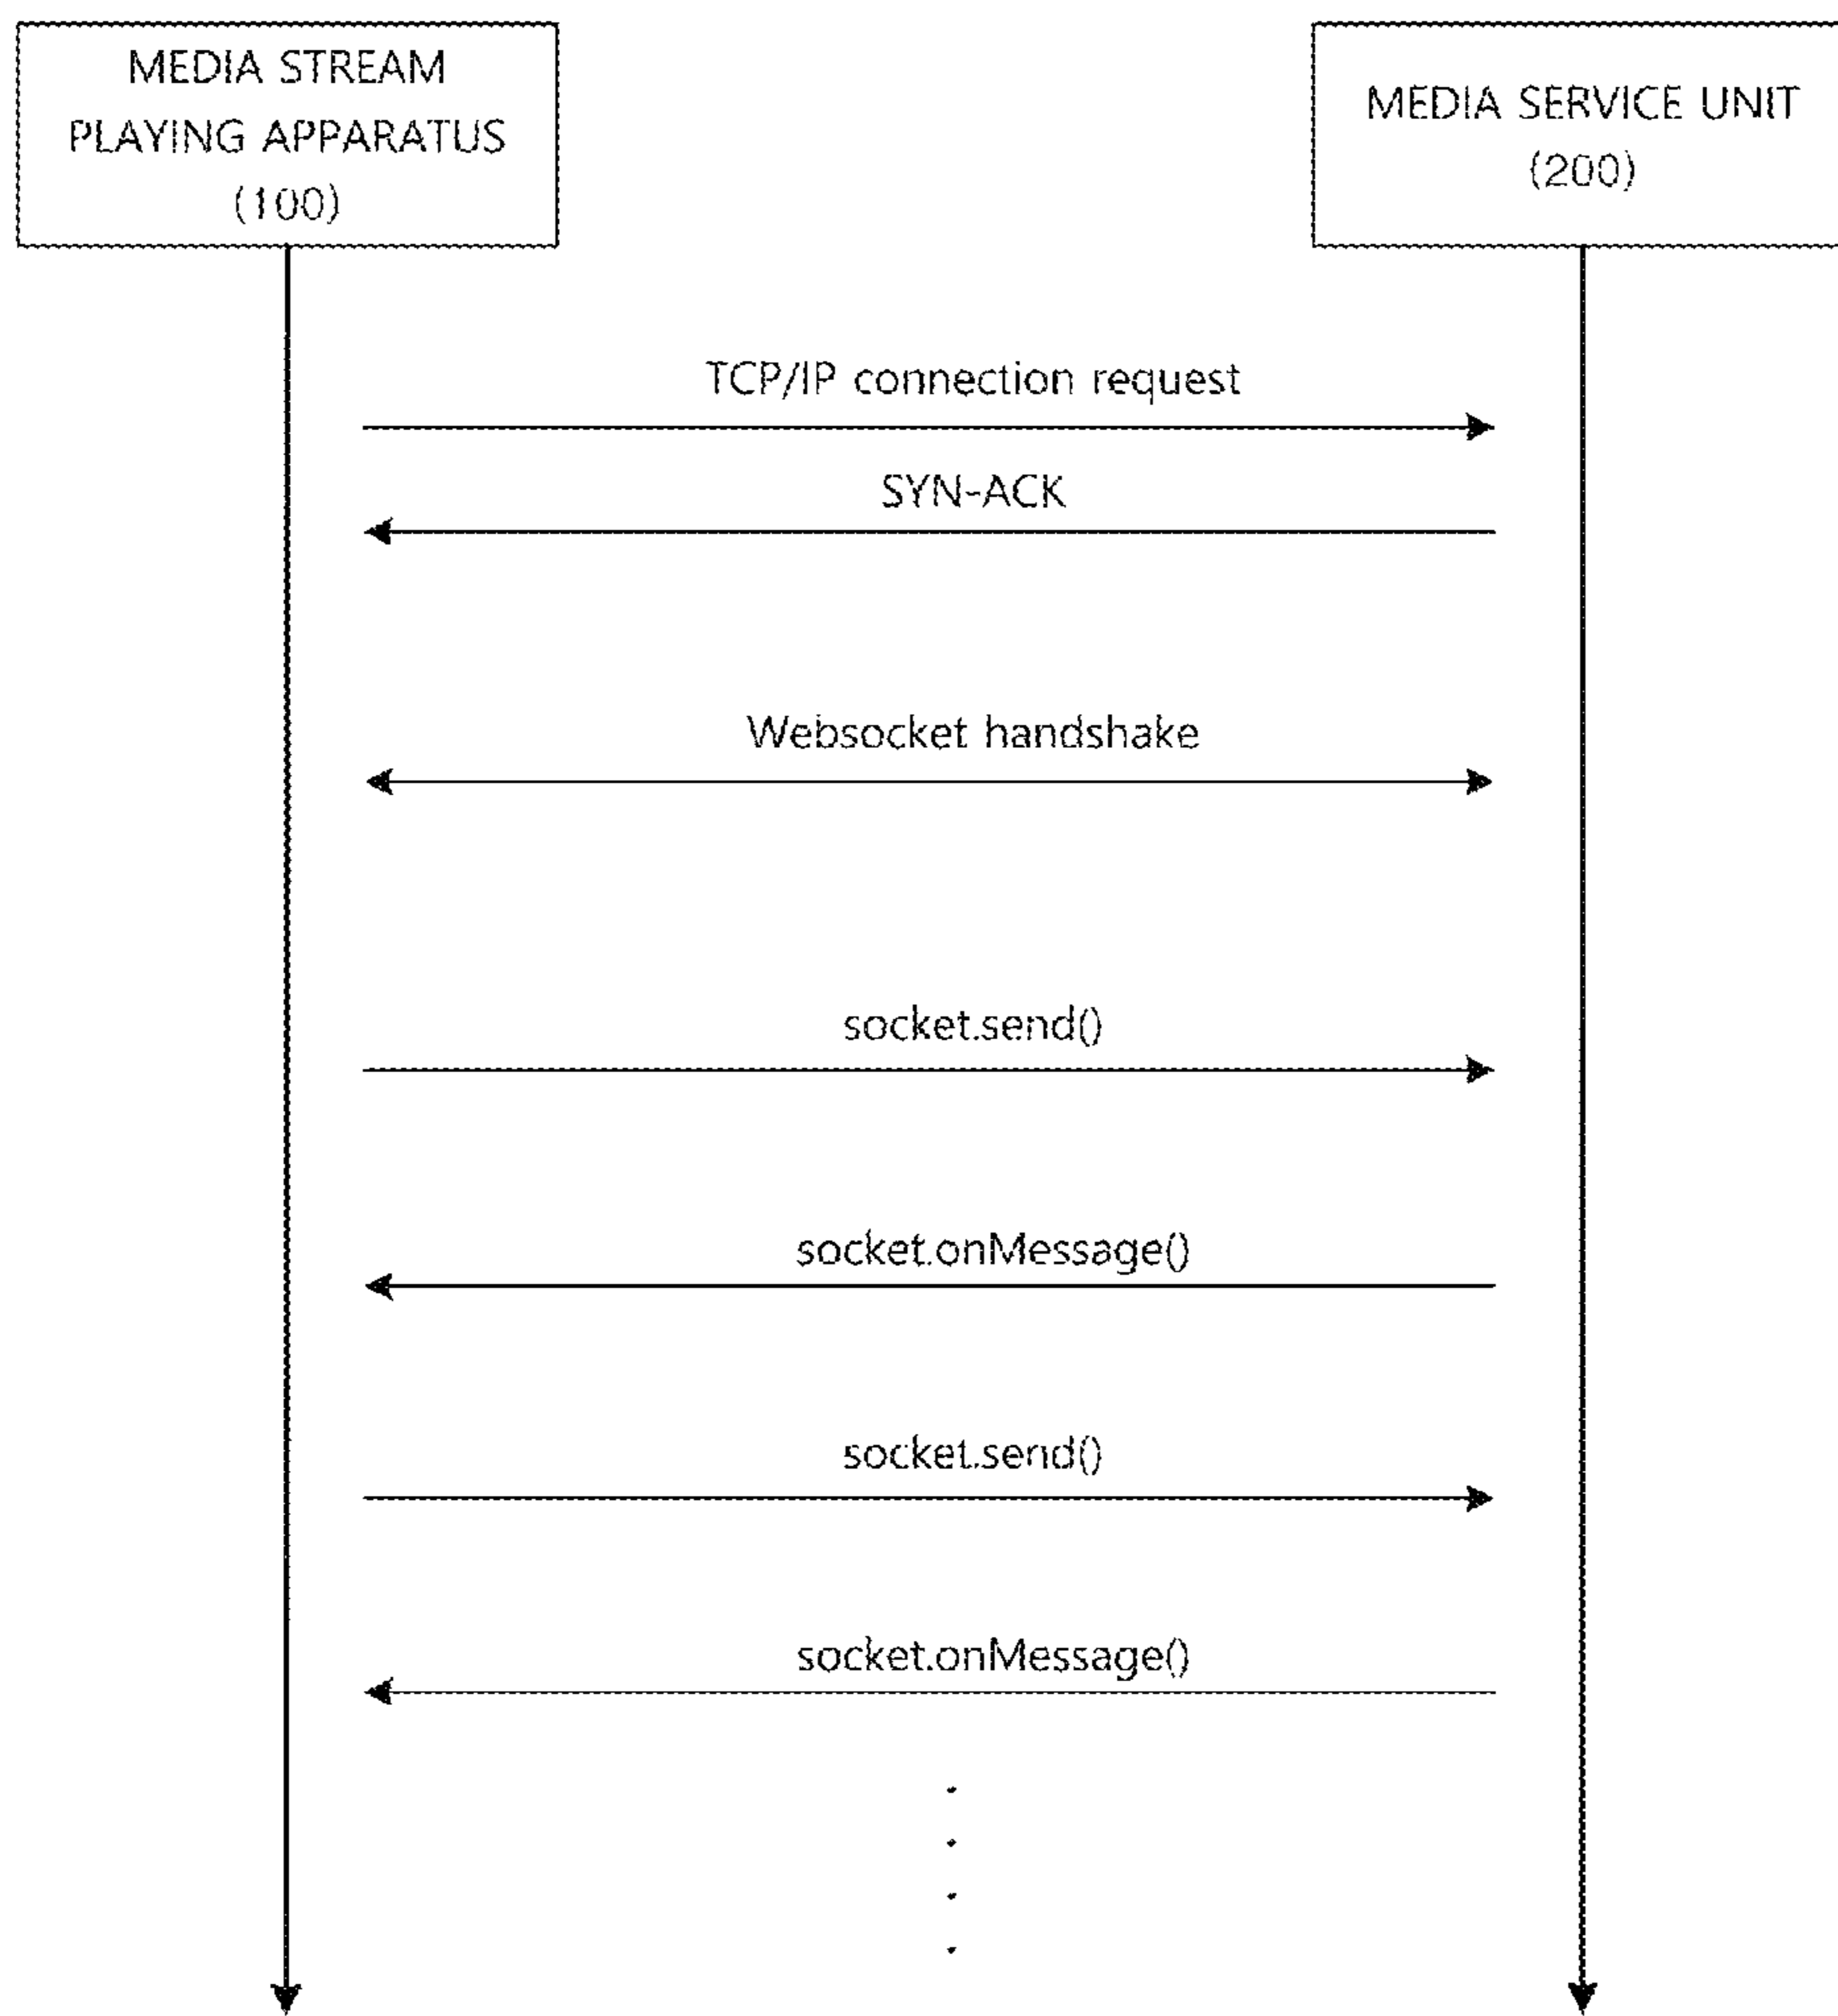 MEDIA STREAM
PLAYING APPARATUS
(100)
MEDIA SERVICE UNIT
(200)
TCP/IP connection request
SYN-ACK
Websocket handshake
socket.send()
socket.onMessage()
socket.send()
socket.onMessage()